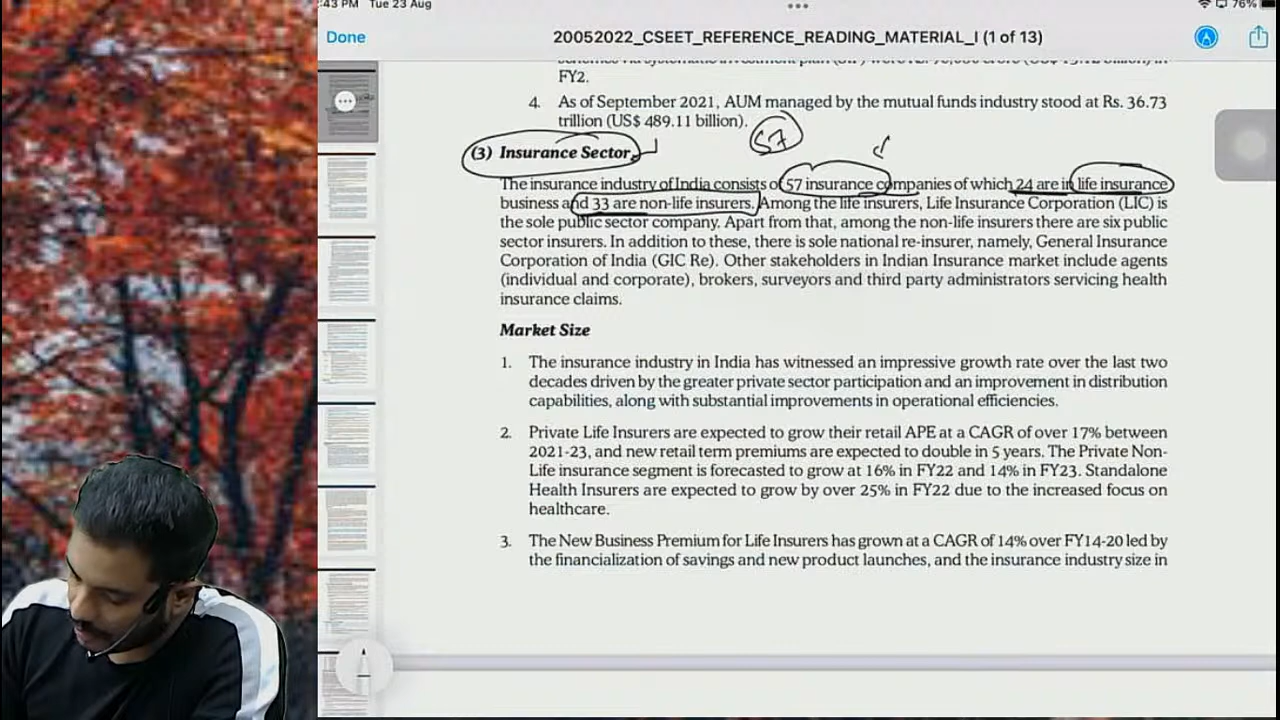 :43 PM Tue 23 Aug
76%
Done
20052022_CSEET_REFERENCE_READING_MATERIAL_I (1 of 13)
FY2.
4. As of September 2021, AUM managed by the mutual funds industry stood at Rs. 36.73
trillion (US$ 489.11 billion).
57
(3) Insurance Sector
The insurance industry of India consists of 57 insurance companies of which 24 are in life insurance
business and 33 are non-life insurers. Among the life insurers, Life Insurance Corporation (LIC) is
the sole public sector company. Apart from that, among the non-life insurers there are six public
sector insurers. In addition to these, there is sole national re-insurer, namely, General Insurance
Corporation of India (GIC Re). Other stakeholders in Indian Insurance market include agents
(individual and corporate), brokers, surveyors and third party administrators servicing health
insurance claims.
Market Size
1. The insurance industry in India has witnessed an impressive growth rate over the last two
decades driven by the greater private sector participation and an improvement in distribution
capabilities, along with substantial improvements in operational efficiencies.
2. Private Life Insurers are expected to grow their retail APE at a CAGR of over 17% between
2021-23, and new retail term premiums are expected to double in 5 years. The Private Non-
Life insurance segment is forecasted to grow at 16% in FY22 and 14% in FY23. Standalone
Health Insurers are expected to grow by over 25% in FY22 due to the increased focus on
healthcare.
3. The New Business Premium for Life Insurers has grown at a CAGR of 14% over FY14-20 led by
the financialization of savings and new product launches, and the insurance industry size in